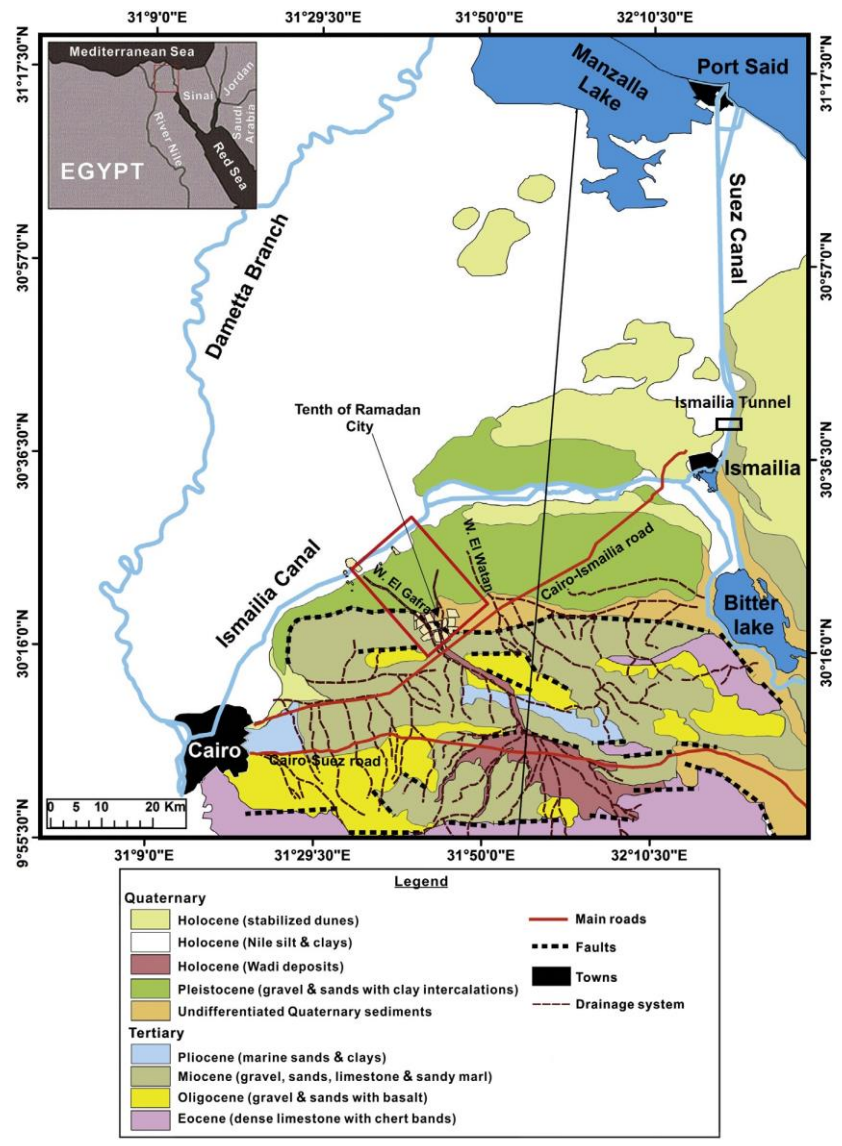 31°9'0"E
31°29'30"E
31°50'0"E
32°10'30"E
31°17'30"N
30°57'0"N
30°36'30"N
30°16'0"N
9°55'3"N
31°17'30"N
30°57'0"N
30°36'30"N
30°16'0"N
Mediterranean Sea
Sinai
Jordan
Saudi
Arabia
River Nile
Red Sea
EGYPT
Manzalla
Lake
Port Said
Suez Canal
Dametta Branch
Tenth of Ramadan
City
Ismailia Tunnel
Ismailia
Ismailia Canal
W. El Gafra
W. El Watan
Cairo-Ismailia road
Bitter
lake
Cairo
Cairo-Suez road
0 5 10 20 Km
31°9'0"E
31°29'30"E
31°50'0"E
32°10'30"E
Legend
Quaternary
Holocene (stabilized dunes)
Holocene (Nile silt & clays)
Holocene (Wadi deposits)
Pleistocene (gravel & sands with clay intercalations)
Undifferentiated Quaternary sediments
Tertiary
Pliocene (marine sands & clays)
Miocene (gravel, sands, limestone & sandy marl)
Oligocene (gravel & sands with basalt)
Eocene (dense limestone with chert bands)
Main roads
Faults
Towns
Drainage system